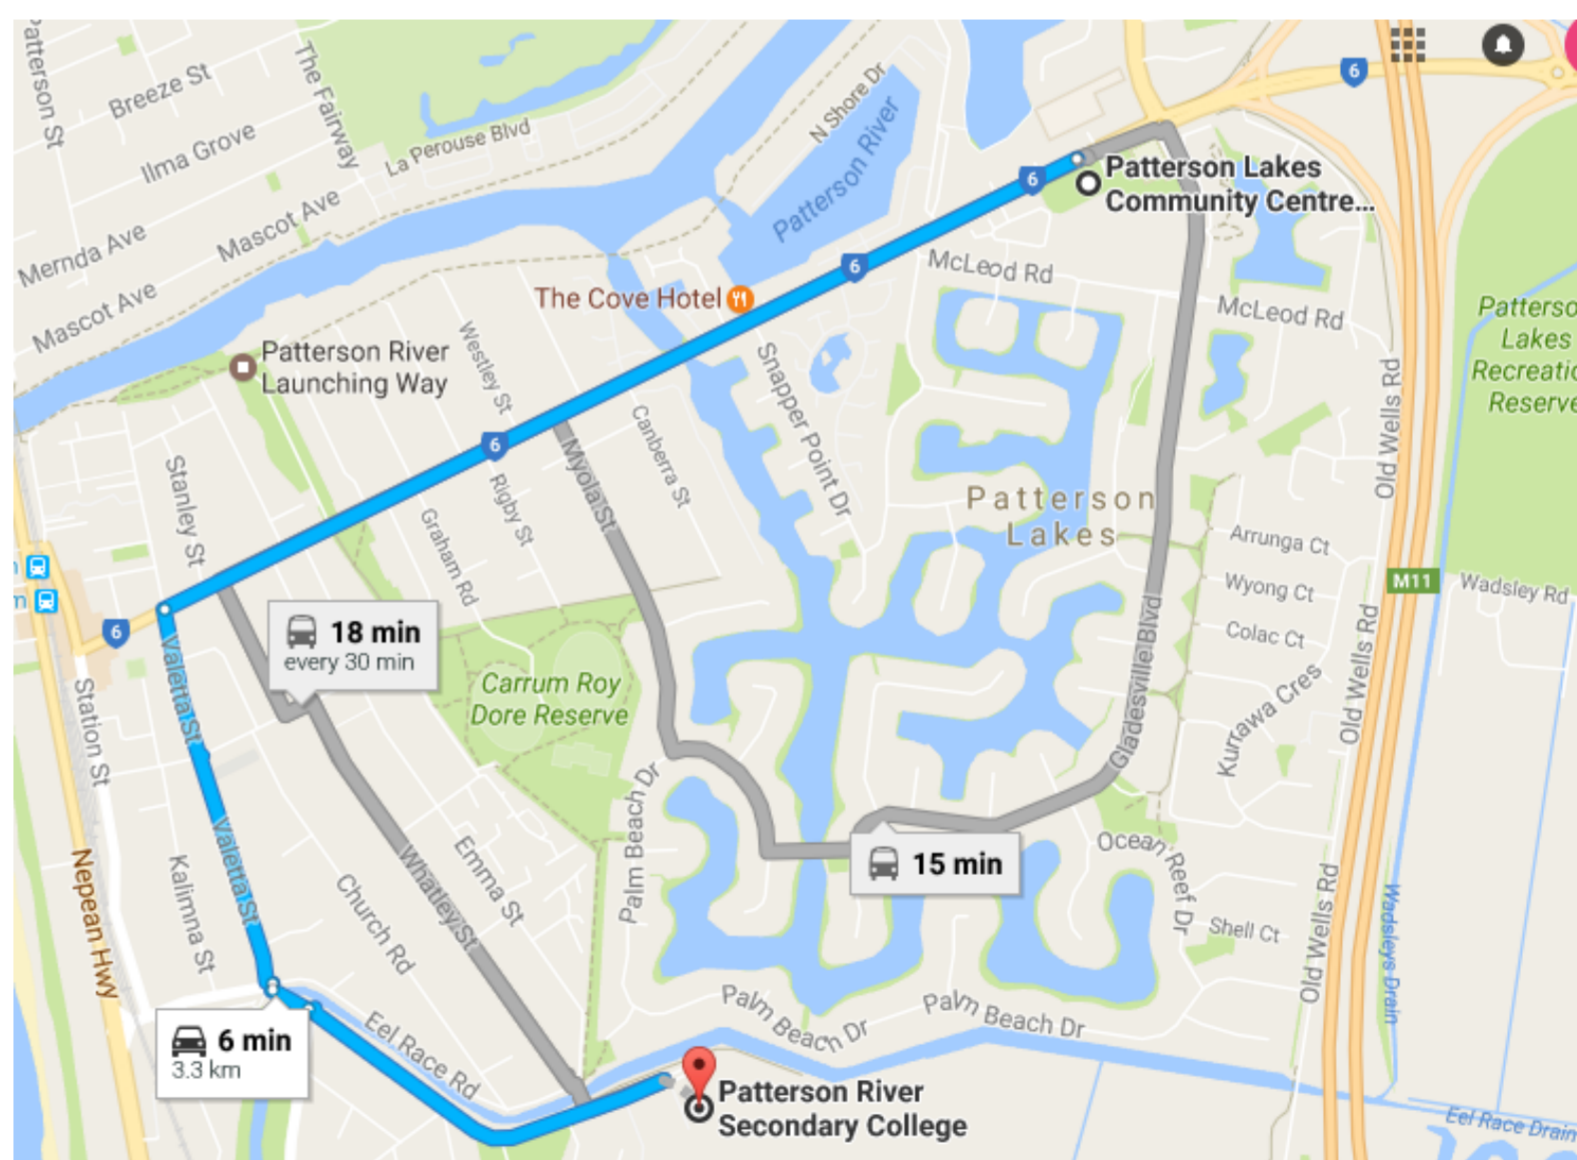 Patterson St
Breeze St
The Fairway
Ilma Grove
La Perouse Blvd
N Shore Dr
Patterson River
6
6
Patterson Lakes
Community Centre...
Mernda Ave
Mascot Ave
Mascot Ave
6
McLeod Rd
McLeod Rd
The Cove Hotel
Patterson River
Launching Way
Westley St
Snapper Point Dr
Patterso
Lakes
Recreatio
Reserve
Old Wells Rd
6
Myola St
Canberra St
Stanley St
Rigby St
Graham Rd
Patterson
Lakes
Arrunga Ct
Wyong Ct
Colac Ct
M11
Wadsley Rd
6
18 min
every 30 min
Valetta St
Carrum Roy
Dore Reserve
Gladesville Blvd
Kurrawa Cres
Old Wells Rd
Station St
Nepean Hwy
Valetta St
Kalimna St
Church Rd
Whatley St
Emma St
Palm Beach Dr
15 min
Ocean Reef Dr
Shell Ct
Old Wells Rd
Wadsleys Drain
Palm Beach Dr
Palm Beach Dr
6 min
3.3 km
Eel Race Rd
Patterson River
Secondary College
Eel Race Drain